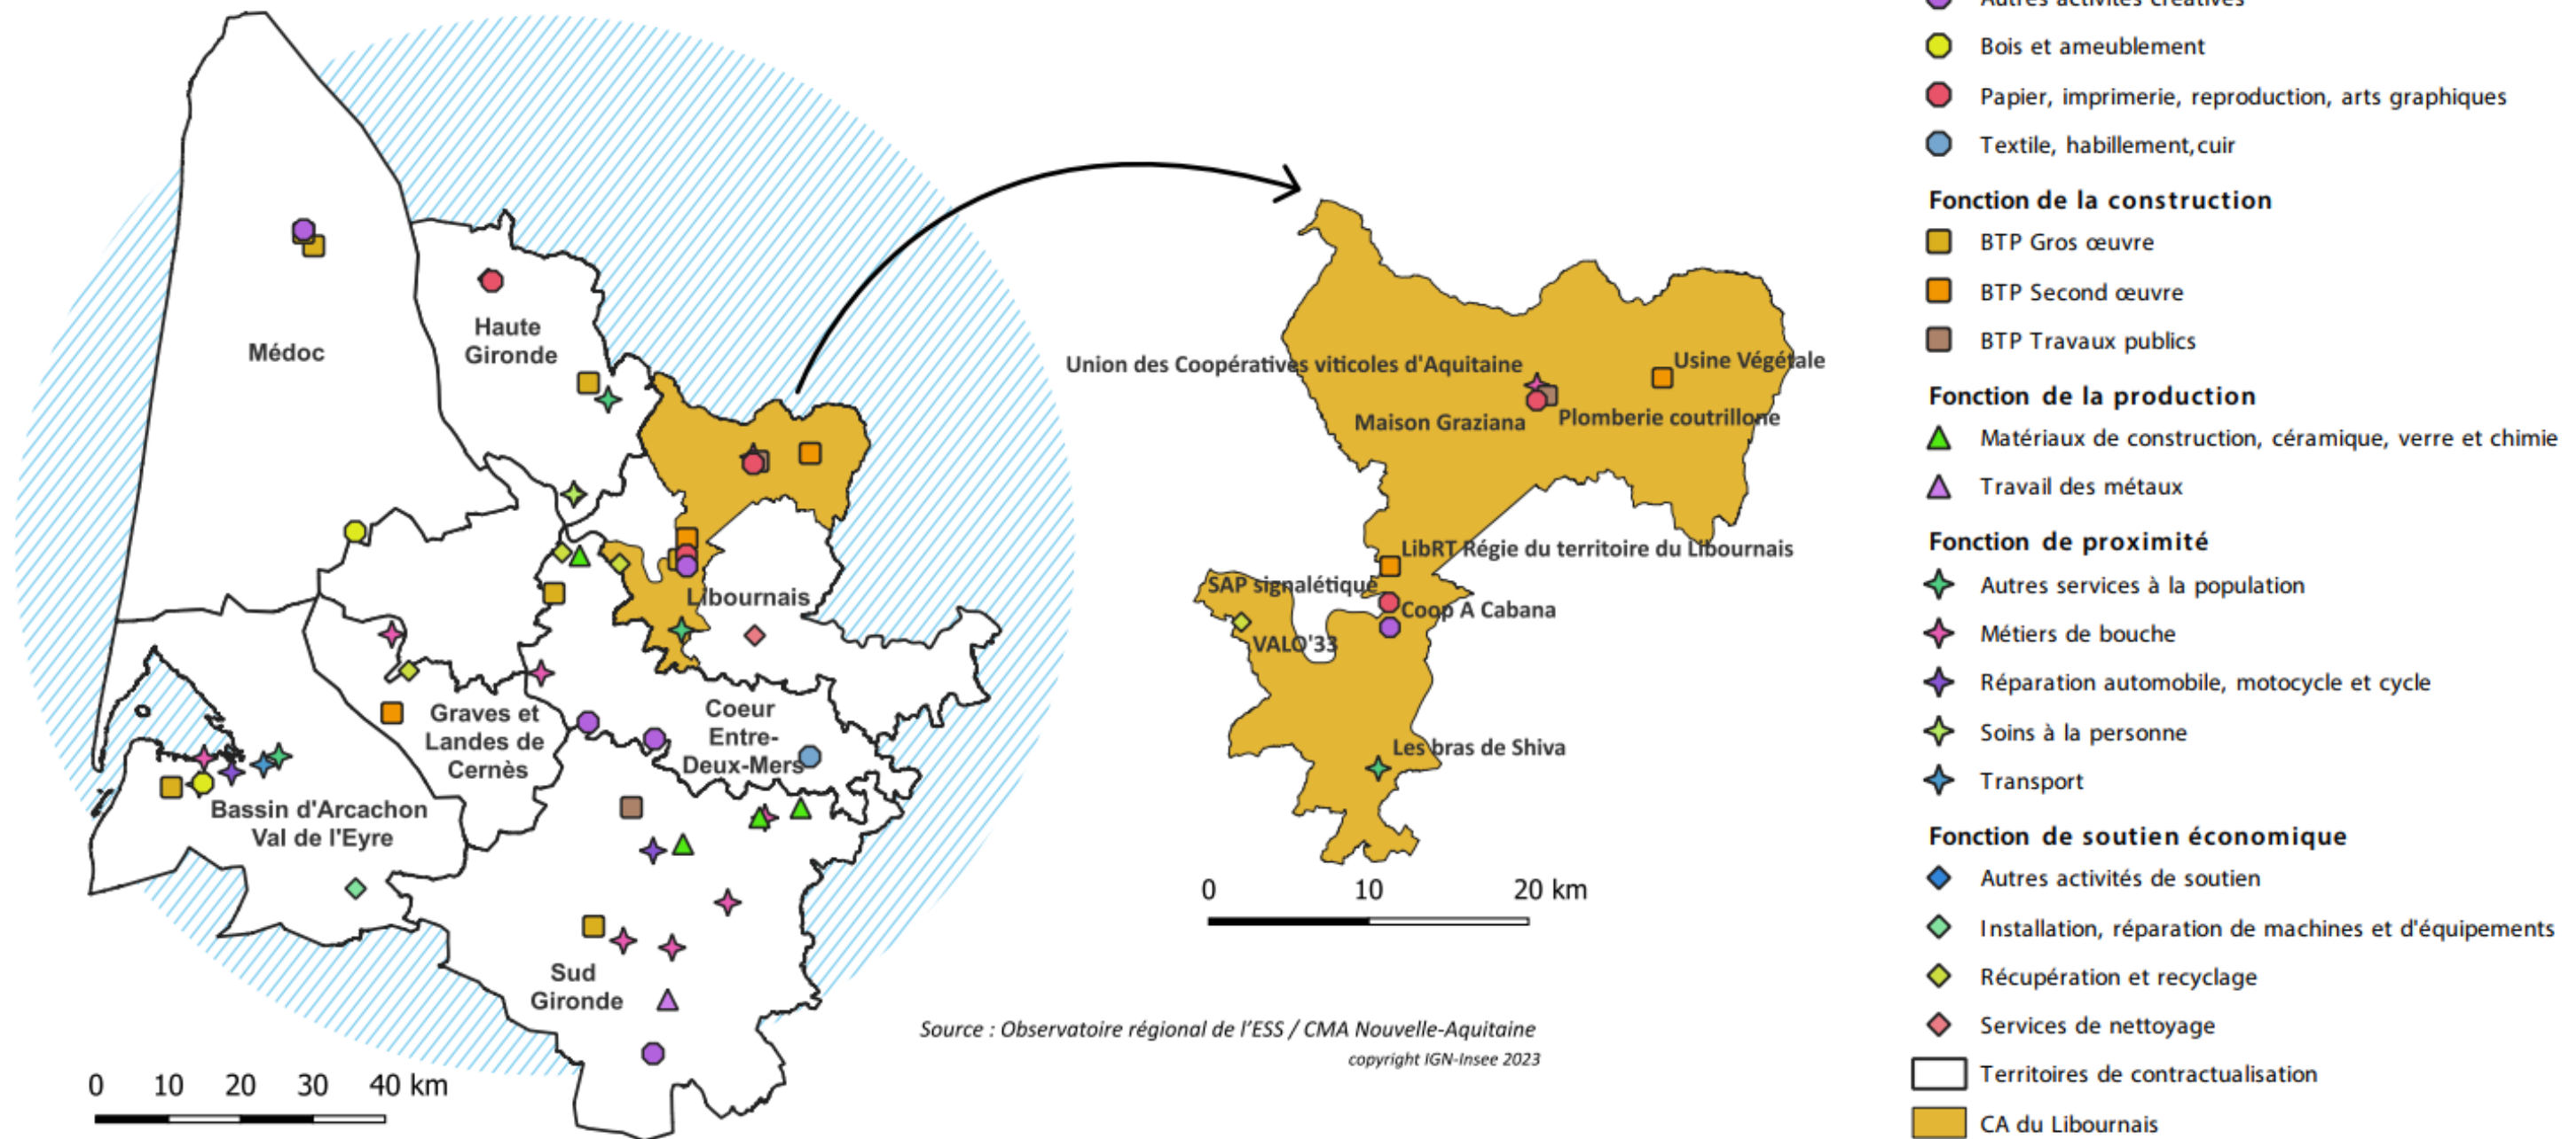 Médoc
Haute
Gironde
Libournais
Graves et
Landes de
Cernès
Coeur
Entre-
Deux-Mers
Bassin d'Arcachon
Val de l'Eyre
Sud
Gironde
0 10 20 30 40 km
Union des Coopératives viticoles d'Aquitaine
Usine Végétale
Maison Graziana
Plomberie coutrillone
LibRT Régie du territoire du Libournais
SAP signalétique
Coop A Cabana
VALO'33
Les bras de Shiva
0 10 20 km
Source : Observatoire régional de l'ESS / CMA Nouvelle-Aquitaine
copyright IGN-Insee 2023
Autres activités créatives
Bois et ameublement
Papier, imprimerie, reproduction, arts graphiques
Textile, habillement,cuir
Fonction de la construction
BTP Gros œuvre
BTP Second œuvre
BTP Travaux publics
Fonction de la production
Matériaux de construction, céramique, verre et chimie
Travail des métaux
Fonction de proximité
Autres services à la population
Métiers de bouche
Réparation automobile, motocycle et cycle
Soins à la personne
Transport
Fonction de soutien économique
Autres activités de soutien
Installation, réparation de machines et d'équipements
Récupération et recyclage
Services de nettoyage
Territoires de contractualisation
CA du Libournais